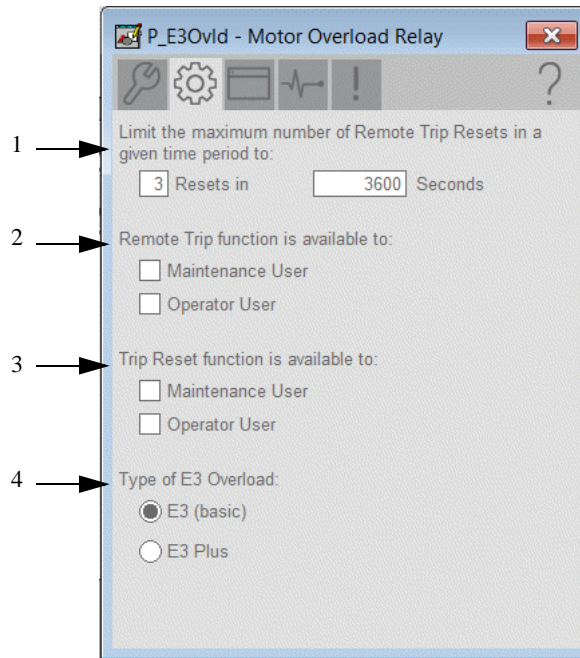 P_E3Ovld - Motor Overload Relay
1
Limit the maximum number of Remote Trip Resets in a
given time period to:
3 Resets in 3600 Seconds
2
Remote Trip function is available to:
Maintenance User
Operator User
3
Trip Reset function is available to:
Maintenance User
Operator User
4
Type of E3 Overload:
E3 (basic)
E3 Plus